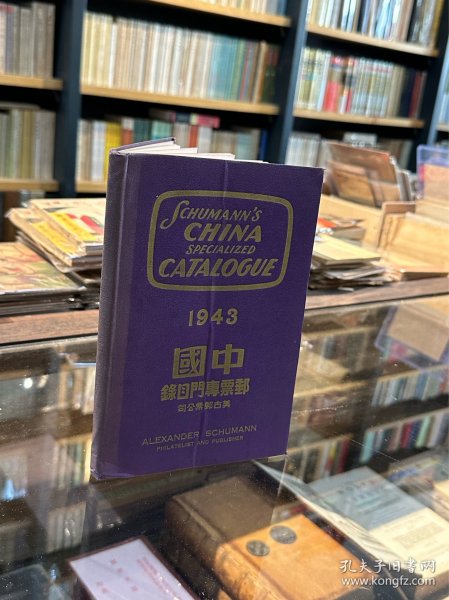 SCHUMANN'S
CHINA
SPECIALIZED
CATALOGUE
1943
中國
錄目門專票郵
司公票郵古美
ALEXANDER SCHUMANN
PHILATELIST AND PUBLISHER
孔夫子旧书网
www.kongfz.com